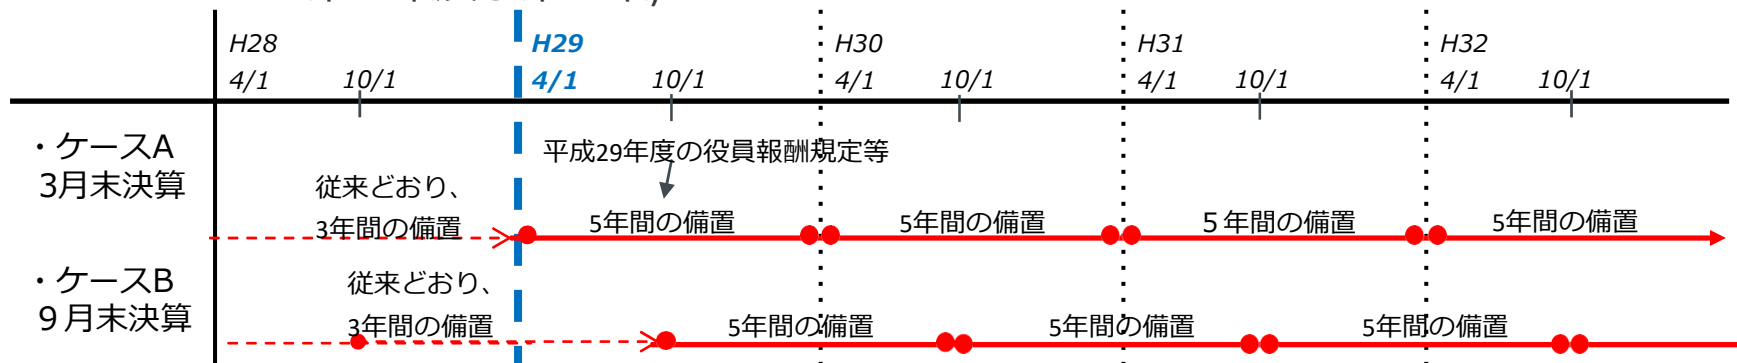 H28 H29 H30 H31 H32
4/1 10/1 4/1 10/1 4/1 10/1 4/1 10/1 4/1 10/1
・ケースA
3月末決算
平成29年度の役員報酬規定等
従来どおり、
3年間の備置
5年間の備置 5年間の備置 5年間の備置 5年間の備置
・ケースB
9月末決算
従来どおり、
3年間の備置
5年間の備置 5年間の備置 5年間の備置